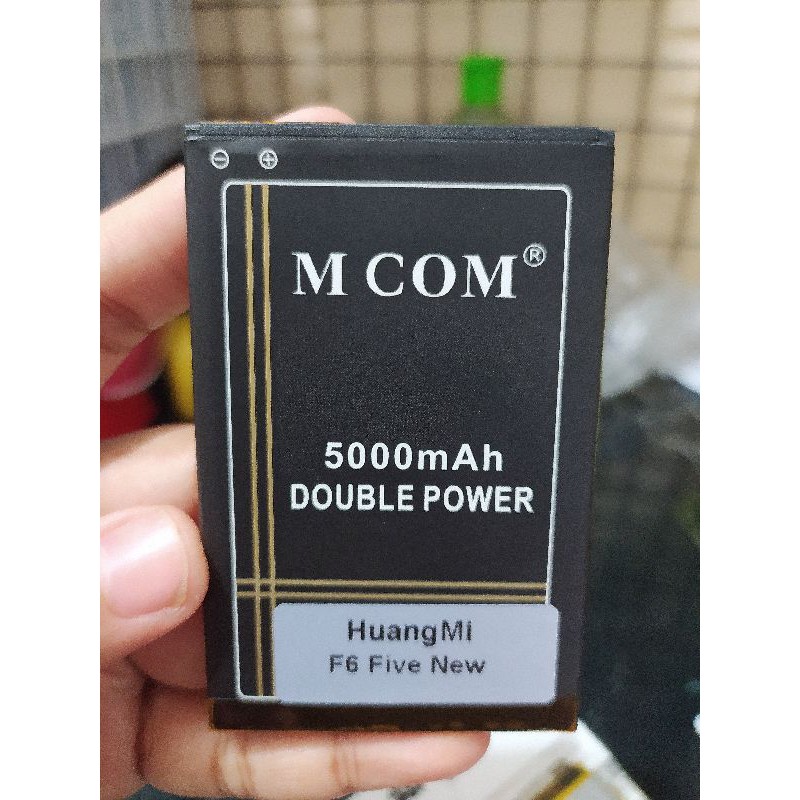 M COM®
5000mAh
DOUBLE POWER
HuangMi
F6 Five New